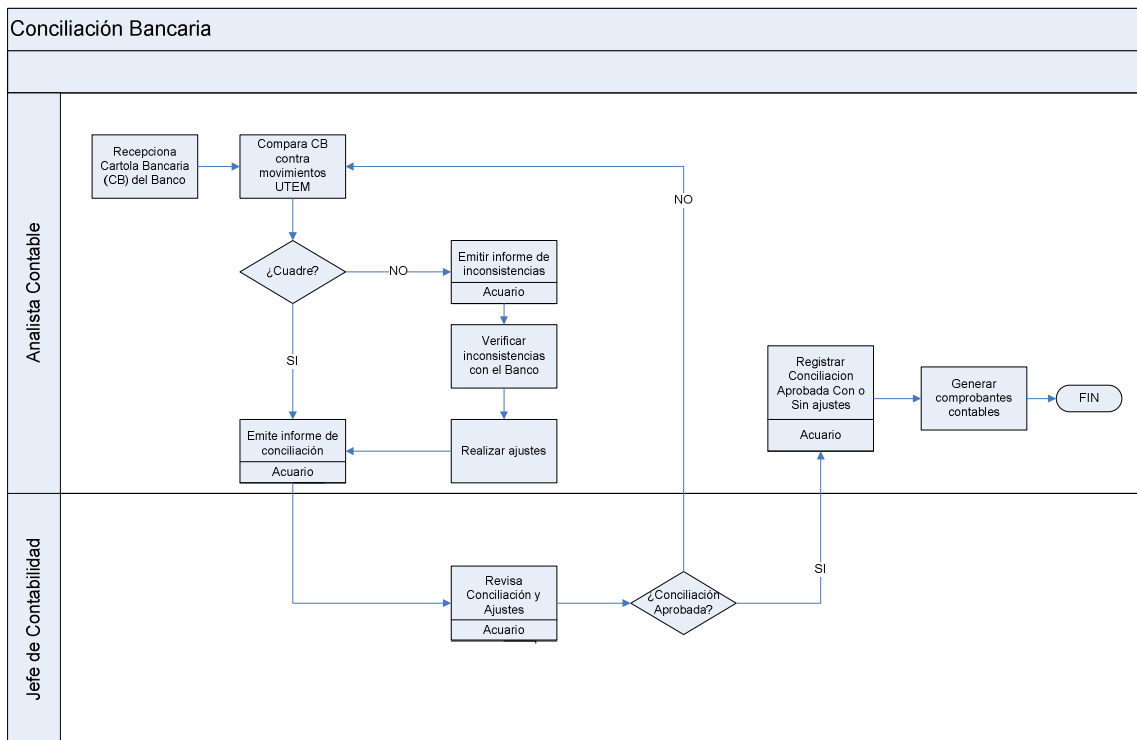 Conciliación Bancaria
Analista Contable
Recepciona
Cartola Bancaria
(CB) del Banco
Compara CB
contra
movimientos
UTEM
NO
¿Cuadre?
NO
Emitir informe de
inconsistencias
Acuario
Verificar
inconsistencias
con el Banco
SI
Realizar ajustes
Emite informe de
conciliación
Acuario
Registrar
Conciliacion
Aprobada Con o
Sin ajustes
Acuario
Generar
comprobantes
contables
FIN
Jefe de Contabilidad
Revisa
Conciliación y
Ajustes
Acuario
¿Conciliación
Aprobada?
SI